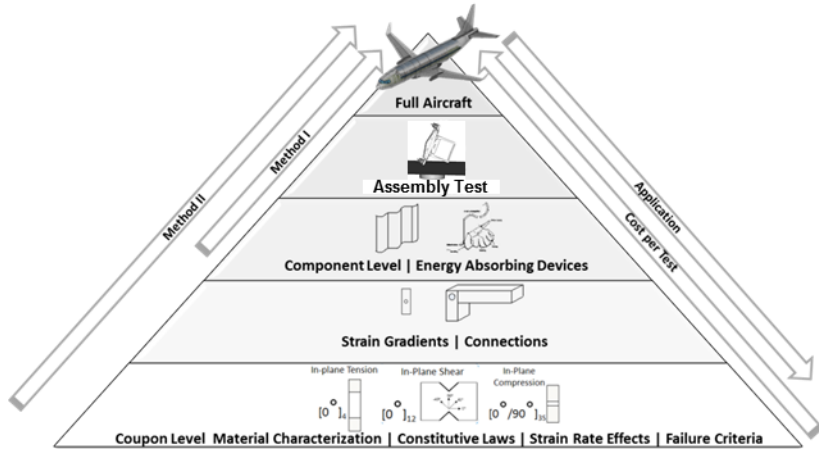 Full Aircraft
Method I
Method II
Application
Cost per Test
Assembly Test
Component Level | Energy Absorbing Devices
Strain Gradients | Connections
In-plane Tension
In-Plane Shear
In-Plane
Compression
[0°]4
[0°]12
[0°/90°]3S
Coupon Level Material Characterization | Constitutive Laws | Strain Rate Effects | Failure Criteria